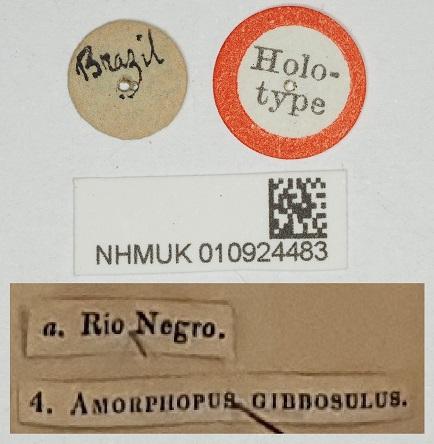 Brazil
Holo-
type
NHMUK 010924483
a. Rio Negro.
4. AMORPHOPUS GIBBOSULUS.